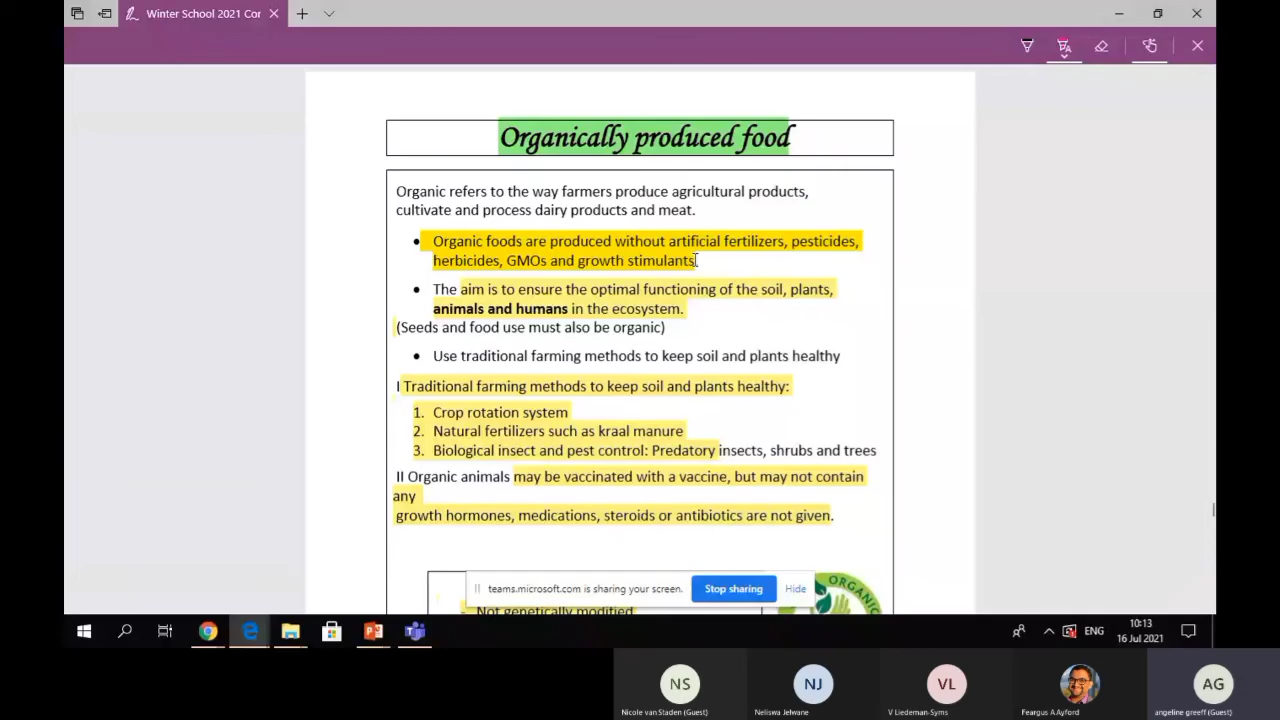 Winter School 2021 Cor
Organically produced food
Organic refers to the way farmers produce agricultural products,
cultivate and process dairy products and meat.
• Organic foods are produced without artificial fertilizers, pesticides,
herbicides, GMOs and growth stimulants
• The aim is to ensure the optimal functioning of the soil, plants,
animals and humans in the ecosystem.
(Seeds and food use must also be organic)
• Use traditional farming methods to keep soil and plants healthy
I Traditional farming methods to keep soil and plants healthy:
1. Crop rotation system
2. Natural fertilizers such as kraal manure
3. Biological insect and pest control: Predatory insects, shrubs and trees
II Organic animals may be vaccinated with a vaccine, but may not contain
any
growth hormones, medications, steroids or antibiotics are not given.
teams.microsoft.com is sharing your screen. Stop sharing Hide
ORGANIC
- Not genetically modified
ENG
10:13
16 Jul 2021
NS NJ VL AG
Nicole van Staden (Guest) Neliswa Jelwane V Liedeman-Syms Feargus A Ayford angeline greeff (Guest)